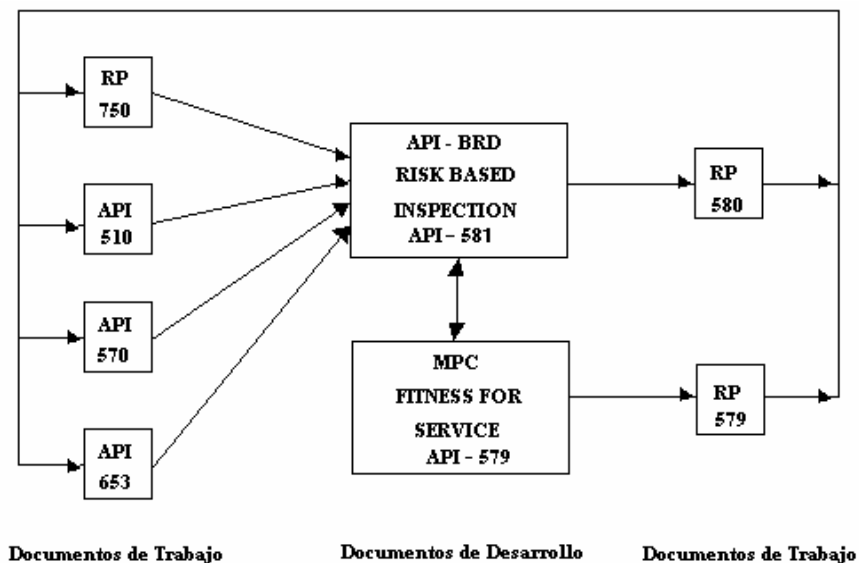 RP
750
API
510
API
570
API
653
API - BRD
RISK BASED
INSPECTION
API - 581
MPC
FITNESS FOR
SERVICE
API - 579
RP
580
RP
579
Documentos de Trabajo
Documentos de Desarrollo
Documentos de Trabajo